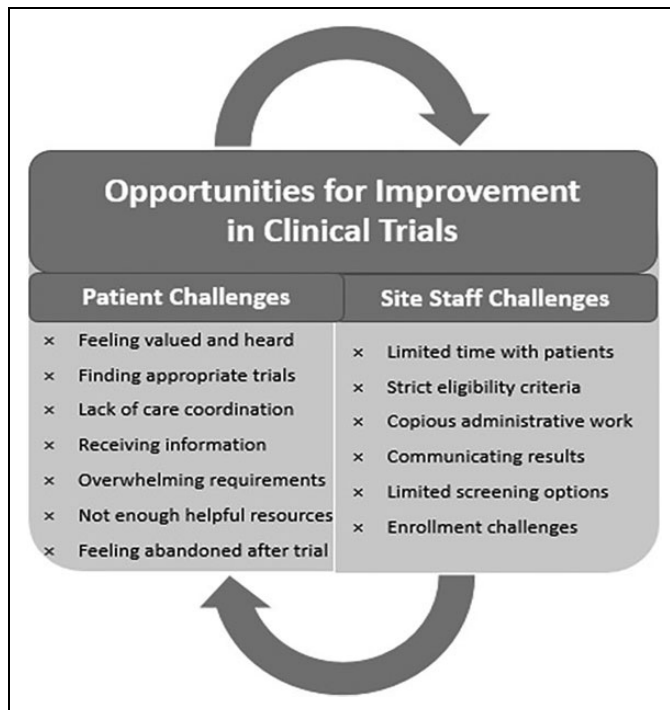 Opportunities for Improvement
in Clinical Trials
Patient Challenges
× Feeling valued and heard
× Finding appropriate trials
× Lack of care coordination
× Receiving information
× Overwhelming requirements
× Not enough helpful resources
× Feeling abandoned after trial
Site Staff Challenges
× Limited time with patients
× Strict eligibility criteria
× Copious administrative work
× Communicating results
× Limited screening options
× Enrollment challenges